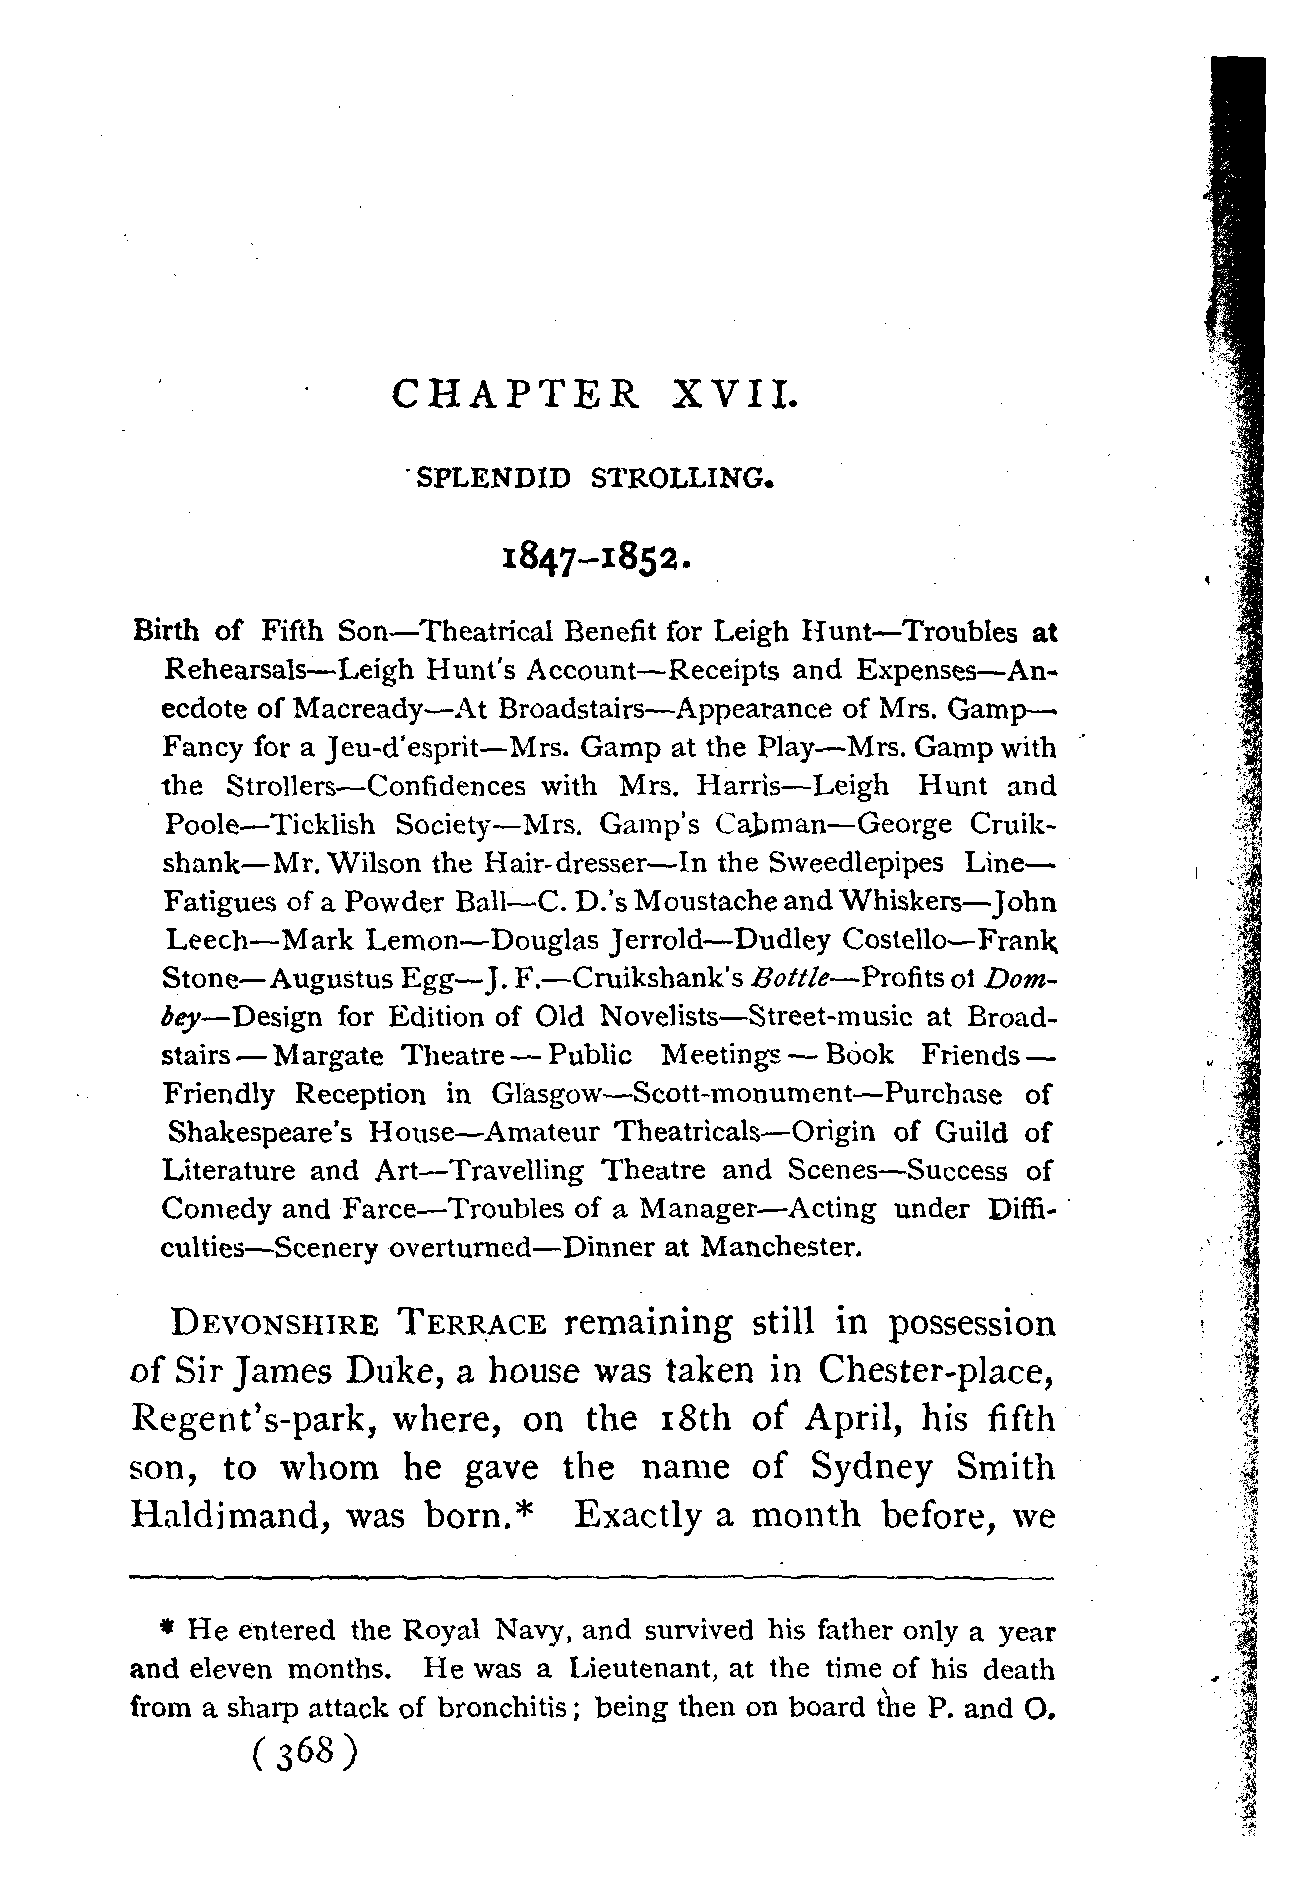 CHAPTER XVII.
SPLENDID STROLLING.
1847–1852.
Birth of Fifth Son—Theatrical Benefit for Leigh Hunt—Troubles at
Rehearsals—Leigh Hunt's Account—Receipts and Expenses—An-
ecdote of Macready—At Broadstairs—Appearance of Mrs. Gamp—
Fancy for a Jeu-d'esprit—Mrs. Gamp at the Play—Mrs. Gamp with
the Strollers—Confidences with Mrs. Harris—Leigh Hunt and
Poole—Ticklish Society—Mrs. Gamp's Cabman—George Cruik-
shank—Mr. Wilson the Hair-dresser—In the Sweedlepipes Line—
Fatigues of a Powder Ball—C. D.'s Moustache and Whiskers—John
Leech—Mark Lemon—Douglas Jerrold—Dudley Costello—Frank
Stone—Augustus Egg—J. F.—Cruikshank's Bottle—Profits of Dom-
bey—Design for Edition of Old Novelists—Street-music at Broad-
stairs—Margate Theatre—Public Meetings—Book Friends—
Friendly Reception in Glasgow—Scott-monument—Purchase of
Shakespeare's House—Amateur Theatricals—Origin of Guild of
Literature and Art—Travelling Theatre and Scenes—Success of
Comedy and Farce—Troubles of a Manager—Acting under Diffi-
culties—Scenery overturned—Dinner at Manchester.
DEVONSHIRE TERRACE remaining still in possession
of Sir James Duke, a house was taken in Chester-place,
Regent's-park, where, on the 18th of April, his fifth
son, to whom he gave the name of Sydney Smith
Haldimand, was born.* Exactly a month before, we
* He entered the Royal Navy, and survived his father only a year
and eleven months. He was a Lieutenant, at the time of his death
from a sharp attack of bronchitis; being then on board the P. and O.
(368)